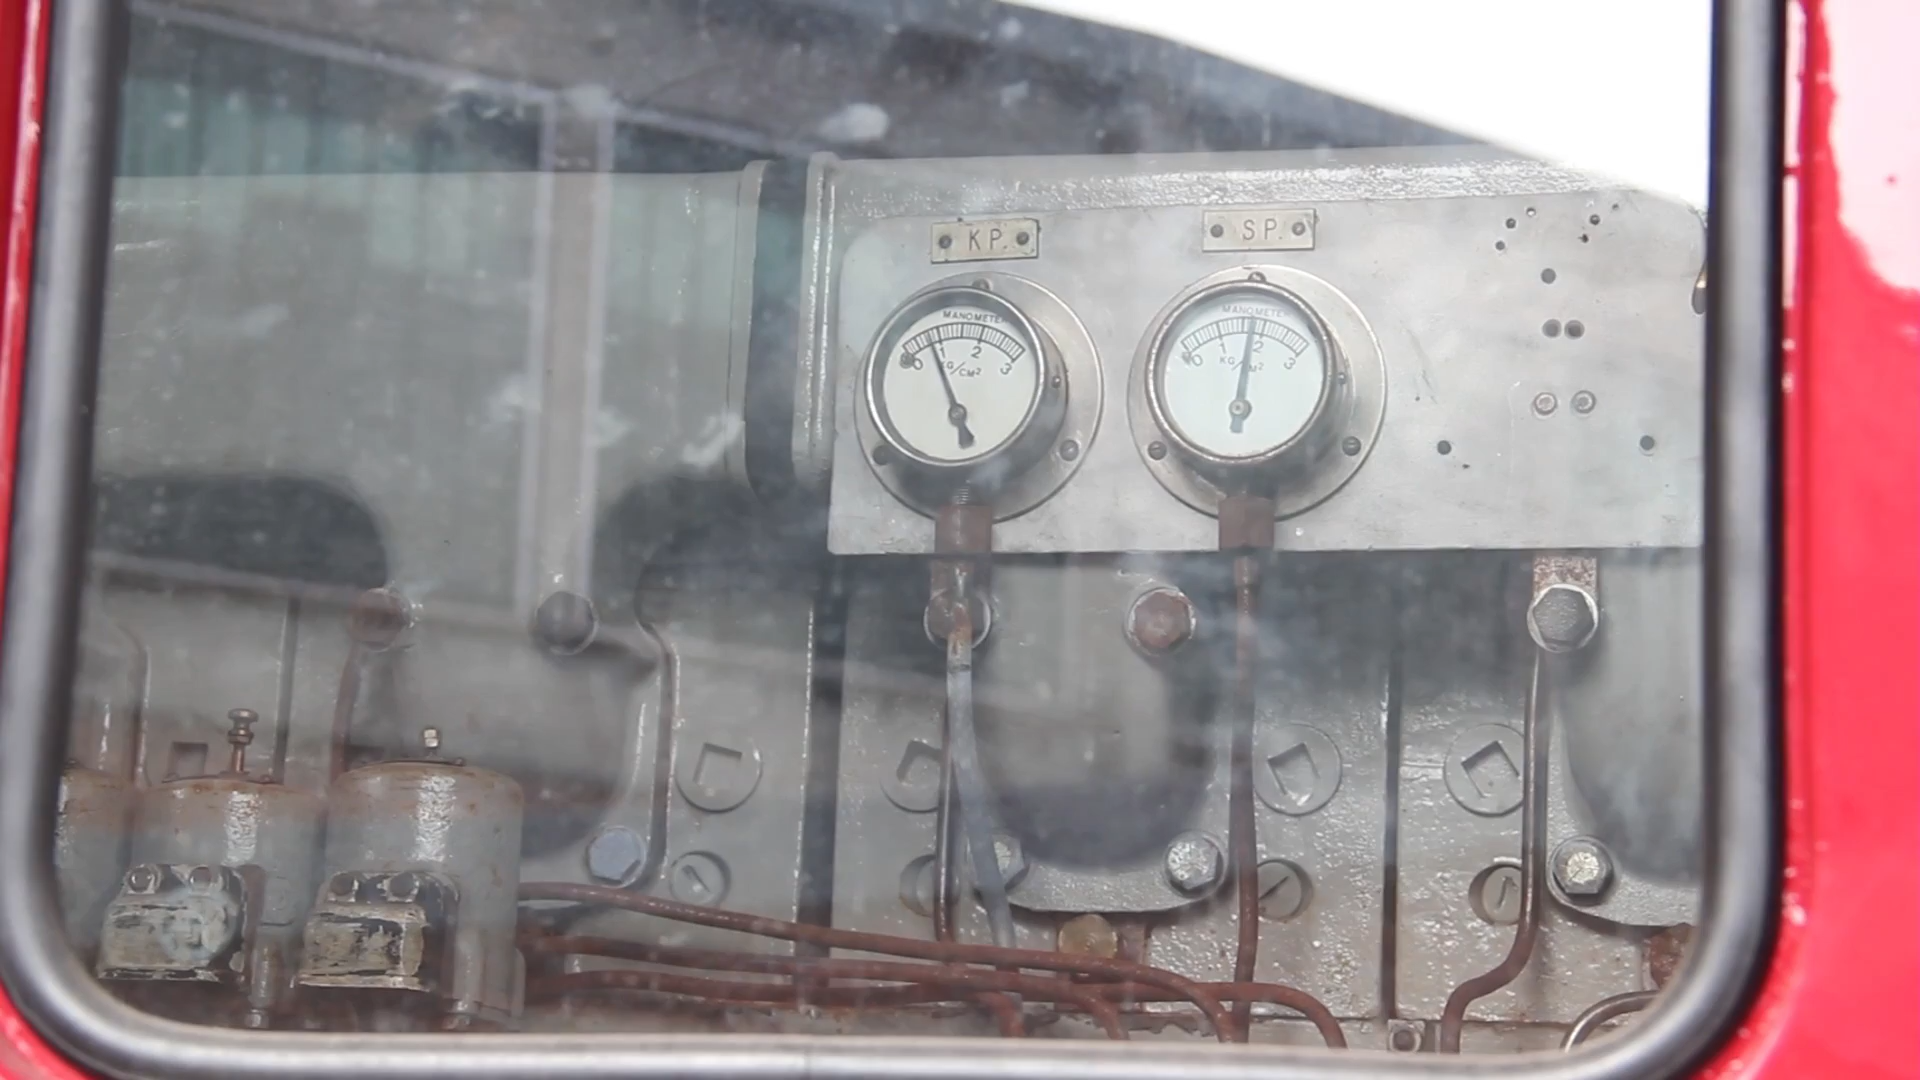 K P.
S P.
MANOMETER
0 1 2 3
KG/CM²
MANOMETER
0 1 2 3
KG/CM²